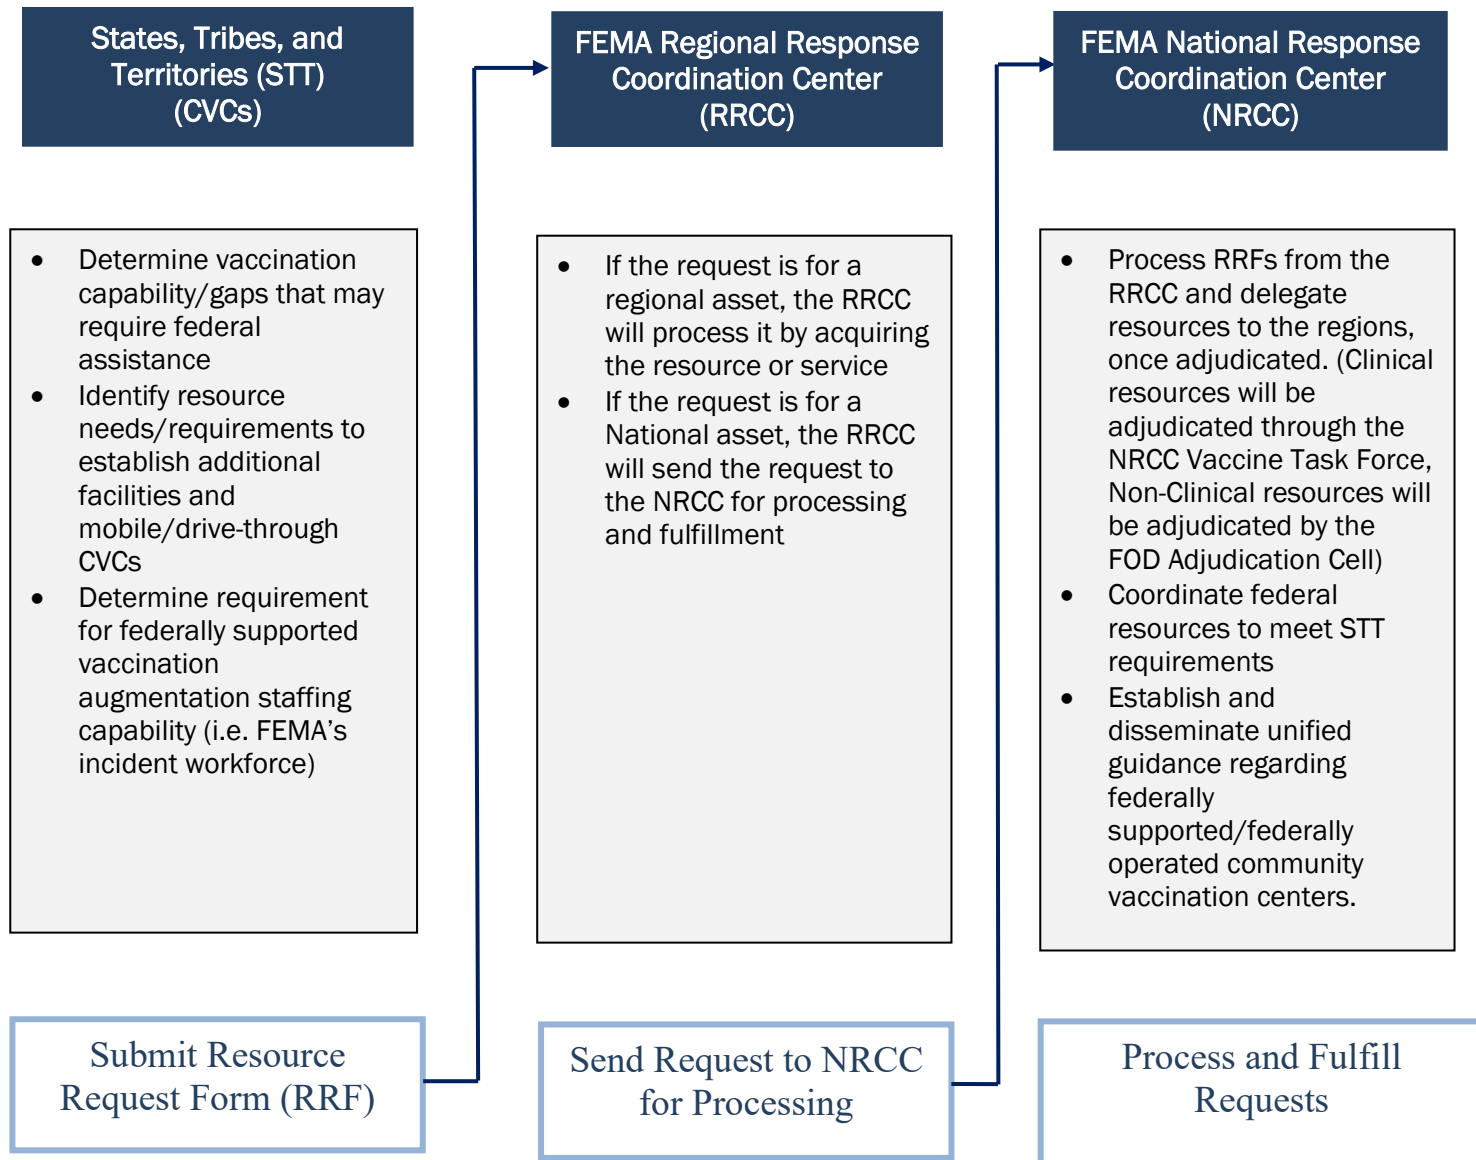 States, Tribes, and
Territories (STT)
(CVCs)
FEMA Regional Response
Coordination Center
(RRCC)
FEMA National Response
Coordination Center
(NRCC)
• Determine vaccination
capability/gaps that may
require federal
assistance
• Identify resource
needs/requirements to
establish additional
facilities and
mobile/drive-through
CVCs
• Determine requirement
for federally supported
vaccination
augmentation staffing
capability (i.e. FEMA’s
incident workforce)
• If the request is for a
regional asset, the RRCC
will process it by acquiring
the resource or service
• If the request is for a
National asset, the RRCC
will send the request to
the NRCC for processing
and fulfillment
• Process RRFs from the
RRCC and delegate
resources to the regions,
once adjudicated. (Clinical
resources will be
adjudicated through the
NRCC Vaccine Task Force,
Non-Clinical resources will
be adjudicated by the
FOD Adjudication Cell)
• Coordinate federal
resources to meet STT
requirements
• Establish and
disseminate unified
guidance regarding
federally
supported/federally
operated community
vaccination centers.
Submit Resource
Request Form (RRF)
Send Request to NRCC
for Processing
Process and Fulfill
Requests